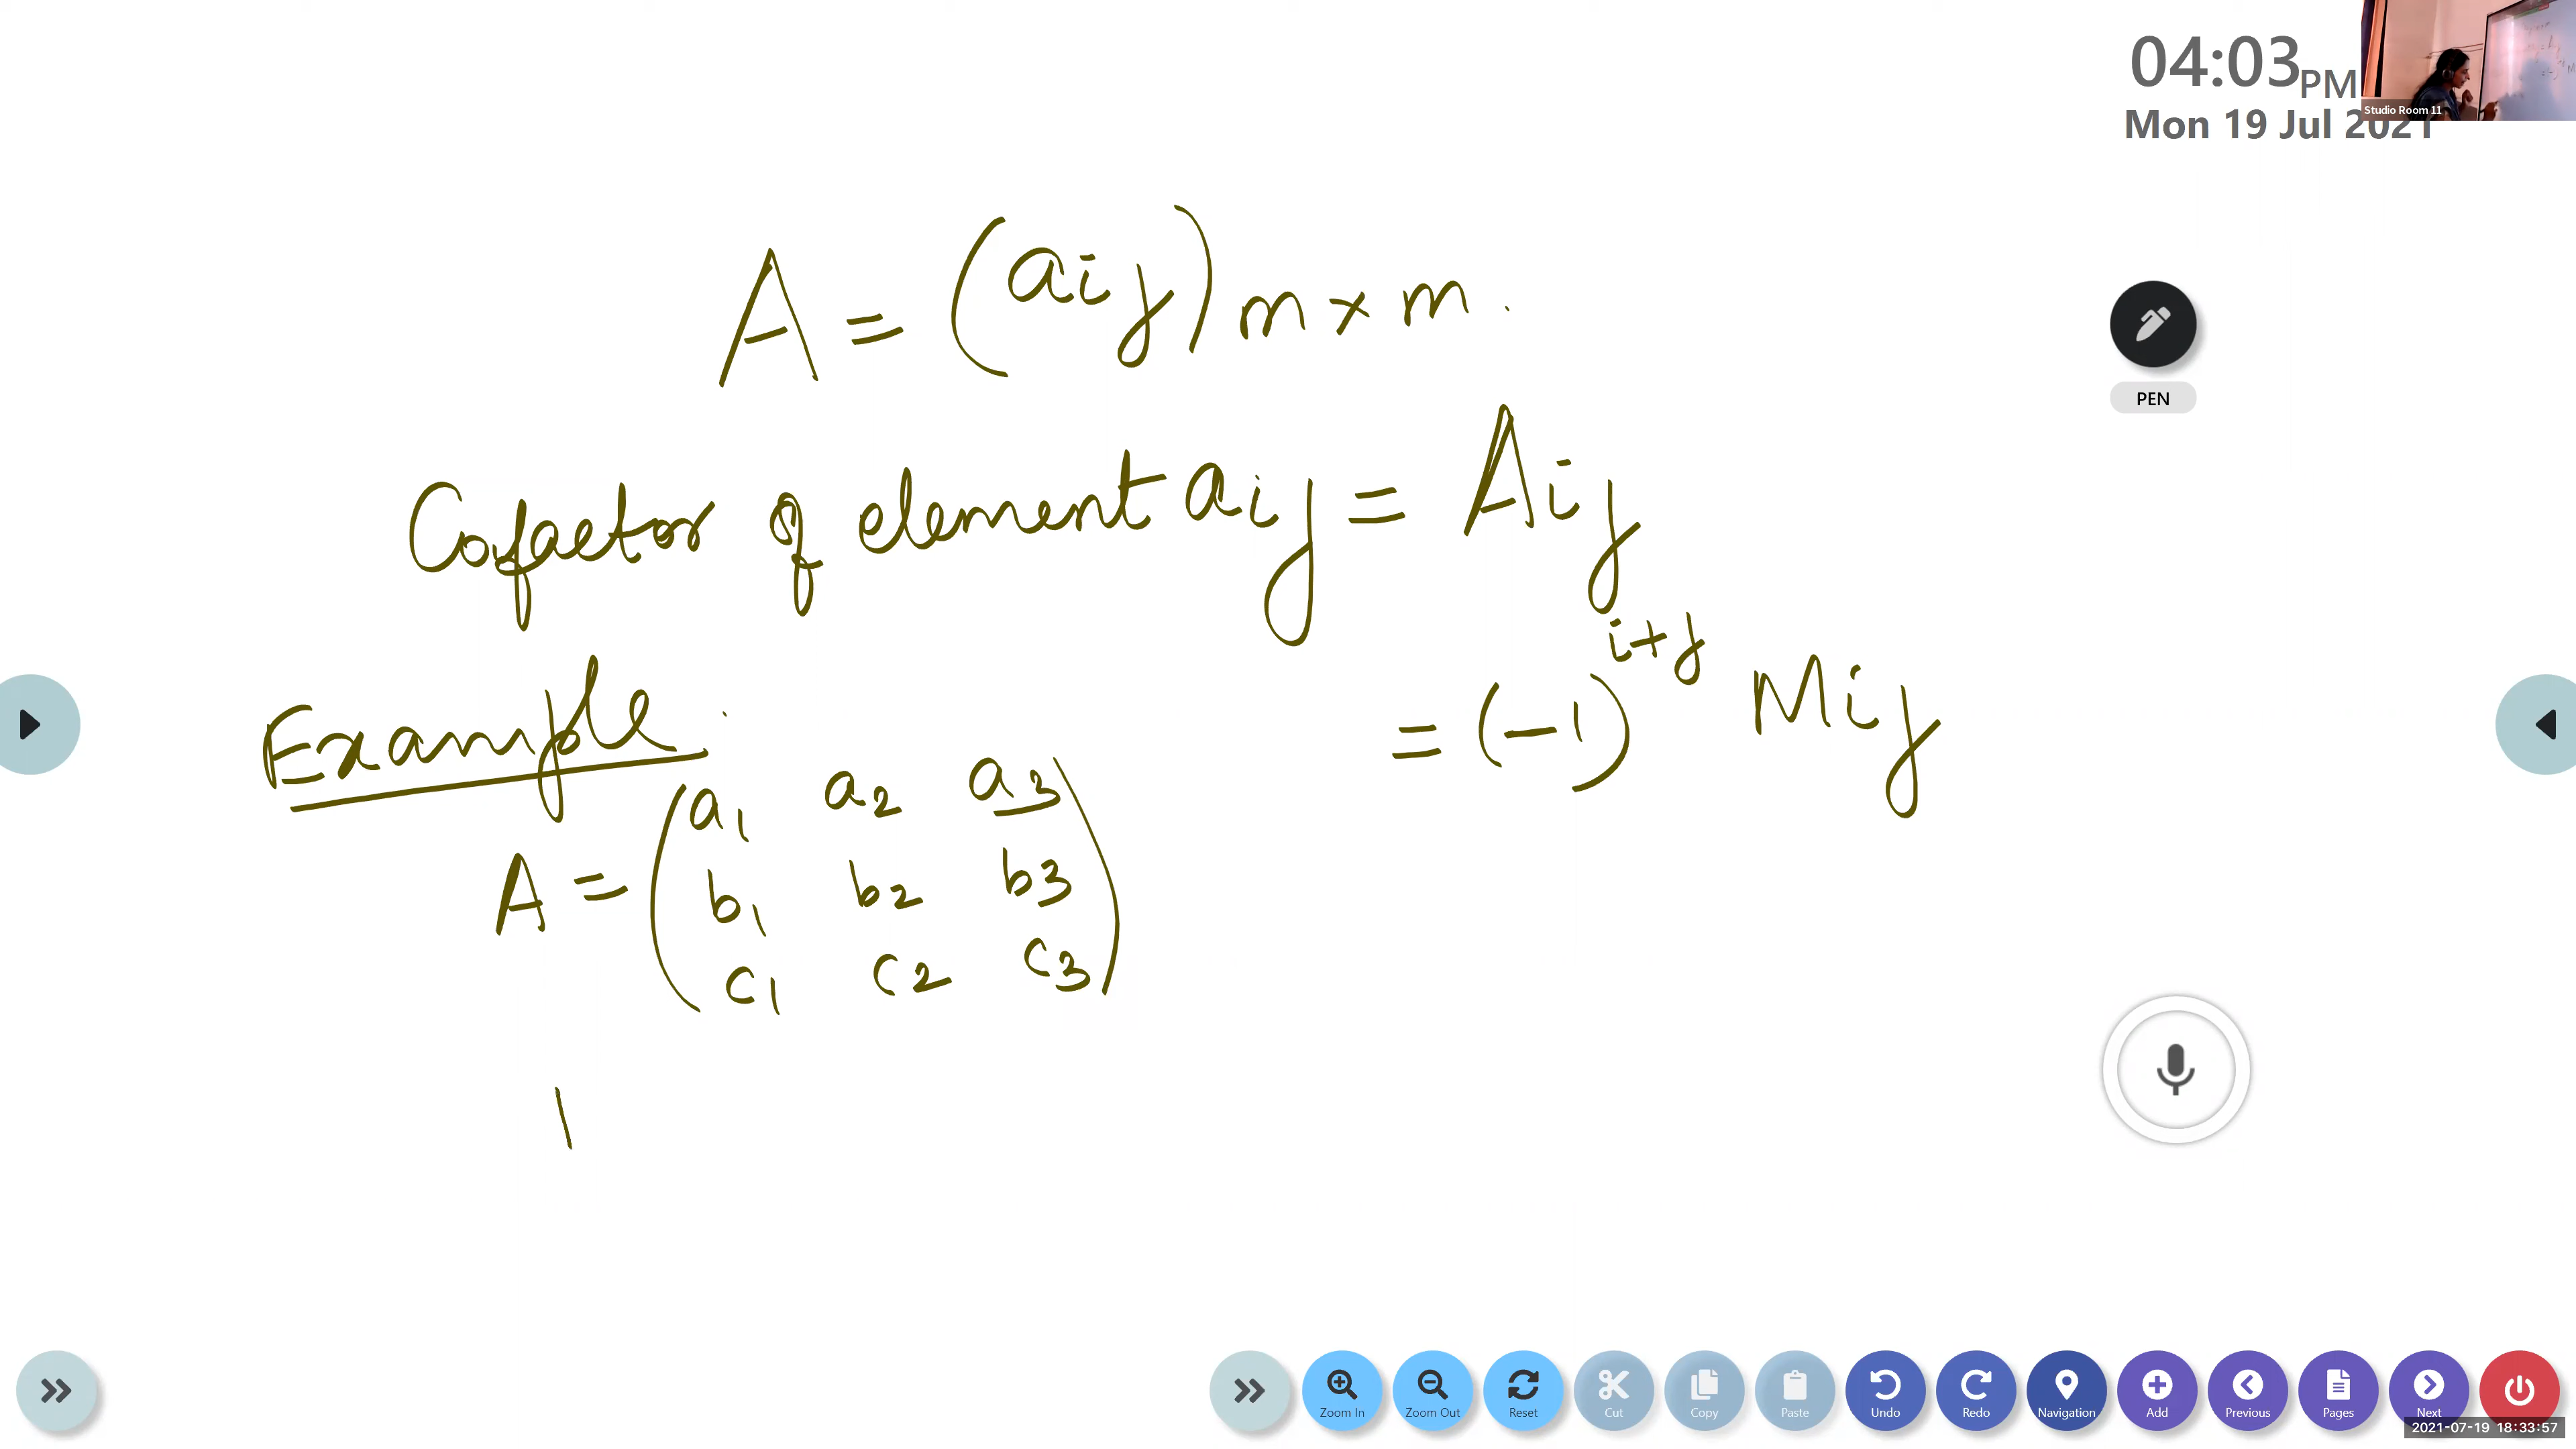 04:03 PM
Studio Room 11
Mon 19 Jul 2021
A = (aij) m × m.
PEN
Cofactor of element aij = Aij
= (-1)^{i+j} Mij
Example.
A = (a1 a2 a3
b1 b2 b3
c1 c2 c3)
Zoom In Zoom Out Reset Cut Copy Paste Undo Redo Navigation Add Previous Pages Next
2021-07-19 18:33:57